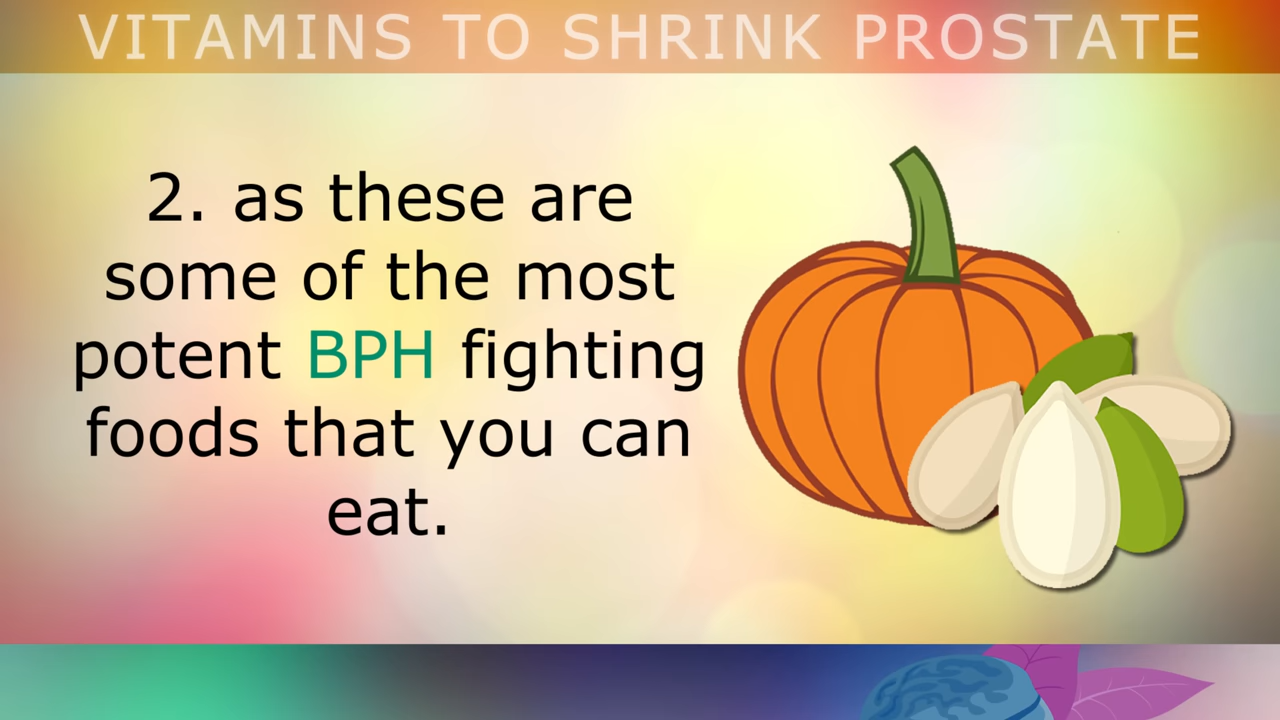 VITAMINS TO SHRINK PROSTATE
2. as these are
some of the most
potent BPH fighting
foods that you can
eat.